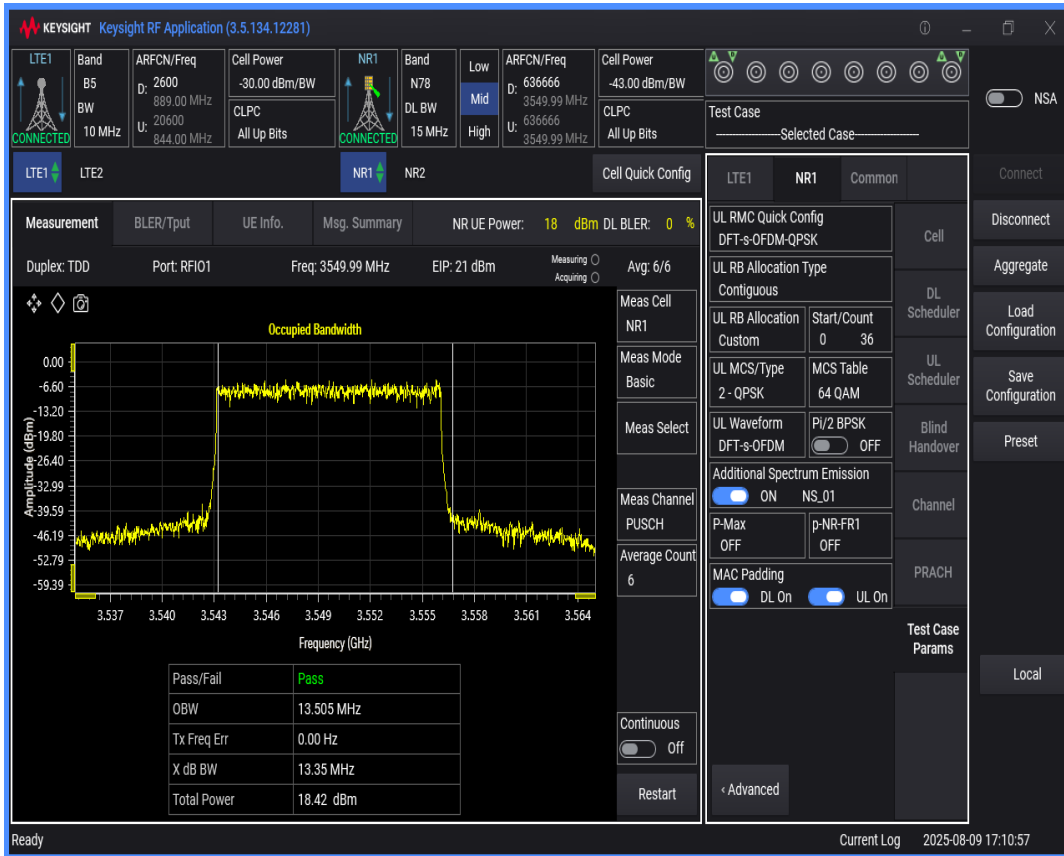 KEYSIGHT Keysight RF Application (3.5.134.12281)
LTE1 Band ARFCN/Freq Cell Power NR1 Band Low ARFCN/Freq Cell Power
B5 D: 2600 -30.00 dBm/BW N78 D: 636666 -43.00 dBm/BW
889.00 MHz 3549.99 MHz
BW CLPC DL BW Mid CLPC Test Case
U: 20600 U: 636666
CONNECTED 10 MHz 844.00 MHz All Up Bits CONNECTED 15 MHz High 3549.99 MHz All Up Bits
--------------------Selected Case--------------------
NSA
LTE1 LTE2 NR1 NR2 Cell Quick Config
Measurement BLER/Tput UE Info. Msg. Summary NR UE Power: 18 dBm DL BLER: 0 %
Duplex: TDD Port: RFIO1 Freq: 3549.99 MHz EIP: 21 dBm Measuring Avg: 6/6
Acquiring
Occupied Bandwidth
Amplitude (dBm)
0.00
-6.60
-13.20
-19.80
-26.40
-32.99
-39.59
-46.19
-52.79
-59.39
3.537 3.540 3.543 3.546 3.549 3.552 3.555 3.558 3.561 3.564
Frequency (GHz)
Pass/Fail Pass
OBW 13.505 MHz
Tx Freq Err 0.00 Hz
X dB BW 13.35 MHz
Total Power 18.42 dBm
Meas Cell
NR1
Meas Mode
Basic
Meas Select
Meas Channel
PUSCH
Average Count
6
Continuous
Off
Restart
LTE1 NR1 Common
UL RMC Quick Config
DFT-s-OFDM-QPSK
UL RB Allocation Type
Contiguous
UL RB Allocation Start/Count
Custom 0 36
UL MCS/Type MCS Table
2 - QPSK 64 QAM
UL Waveform Pi/2 BPSK
DFT-s-OFDM OFF
Additional Spectrum Emission
ON NS_01
P-Max p-NR-FR1
OFF OFF
MAC Padding
DL On UL On
< Advanced
Cell
DL
Scheduler
UL
Scheduler
Blind
Handover
Channel
PRACH
Test Case
Params
Connect
Disconnect
Aggregate
Load
Configuration
Save
Configuration
Preset
Local
Ready Current Log 2025-08-09 17:10:57